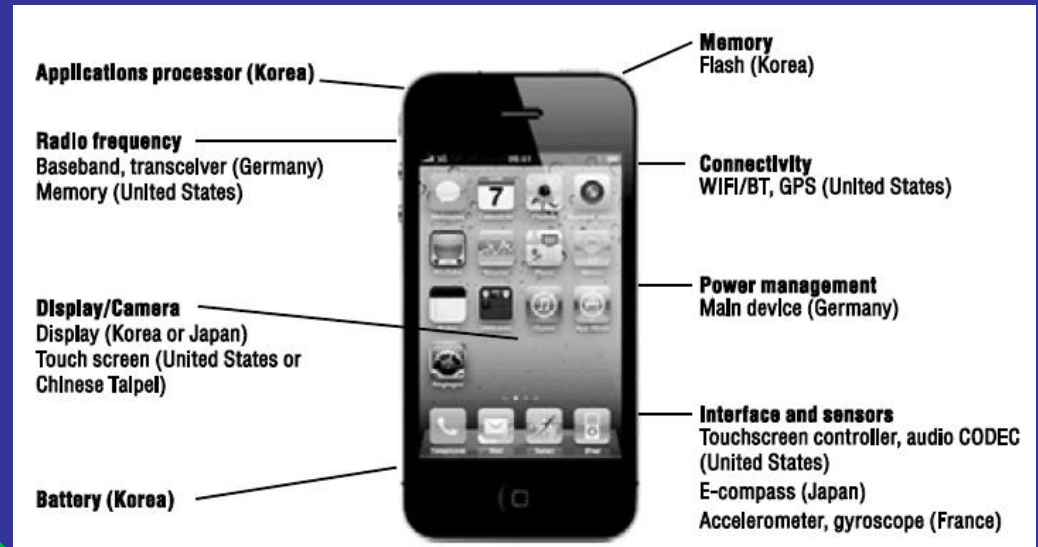 Applications processor (Korea)
Radio frequency
Baseband, transceiver (Germany)
Memory (United States)
Display/Camera
Display (Korea or Japan)
Touch screen (United States or
Chinese Taipei)
Battery (Korea)
Memory
Flash (Korea)
Connectivity
WIFI/BT, GPS (United States)
Power management
Main device (Germany)
Interface and sensors
Touchscreen controller, audio CODEC
(United States)
E-compass (Japan)
Accelerometer, gyroscope (France)
7